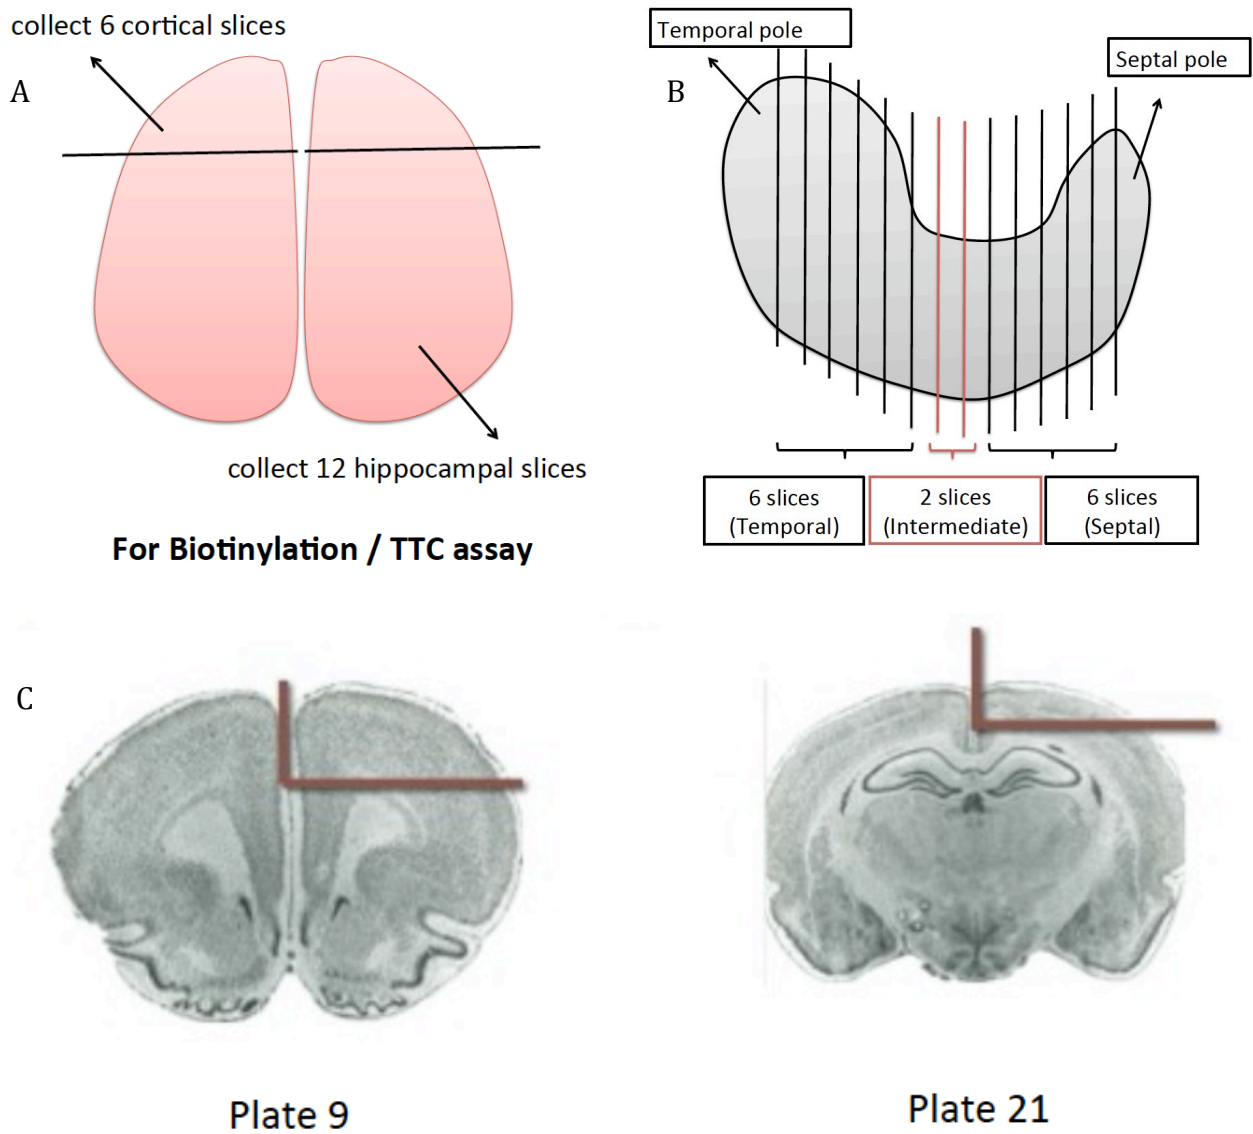 collect 6 cortical slices
A
collect 12 hippocampal slices
For Biotinylation / TTC assay
Temporal pole
Septal pole
B
6 slices
(Temporal)
2 slices
(Intermediate)
6 slices
(Septal)
C
Plate 9
Plate 21